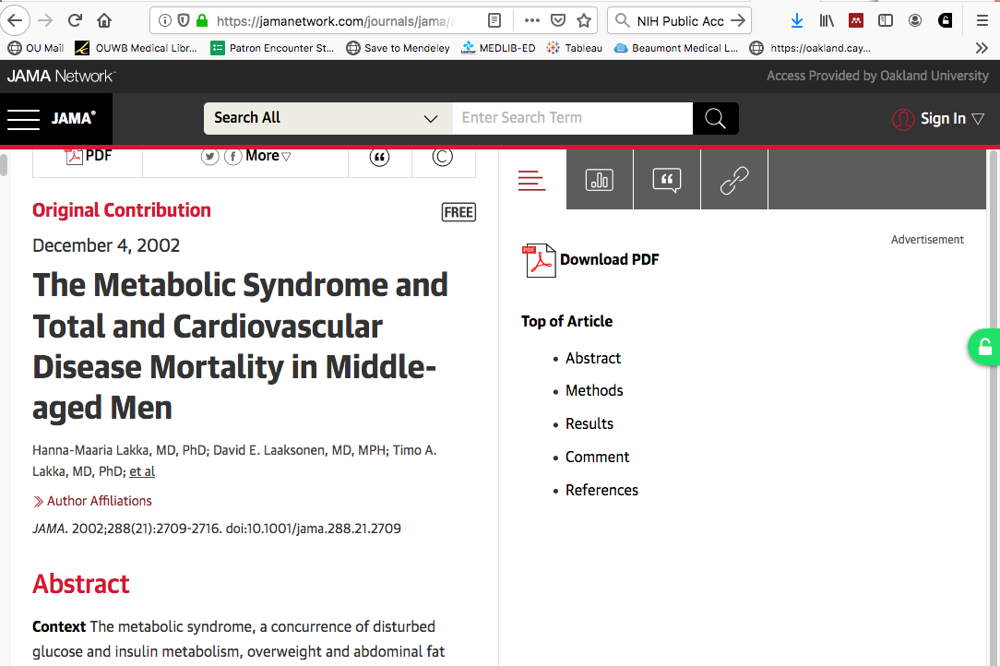 https://jamanetwork.com/journals/jama/
NIH Public Acc
OU Mail
OUWB Medical Libr...
Patron Encounter St...
Save to Mendeley
MEDLIB-ED
Tableau
Beaumont Medical L...
https://oakland.cay...
JAMA Network
Access Provided by Oakland University
JAMA®
Search All
Enter Search Term
Sign In
PDF
More
Original Contribution
FREE
December 4, 2002
The Metabolic Syndrome and
Total and Cardiovascular
Disease Mortality in Middle-
aged Men
Hanna-Maaria Lakka, MD, PhD; David E. Laaksonen, MD, MPH; Timo A.
Lakka, MD, PhD; et al
Author Affiliations
JAMA. 2002;288(21):2709-2716. doi:10.1001/jama.288.21.2709
Abstract
Context The metabolic syndrome, a concurrence of disturbed
glucose and insulin metabolism, overweight and abdominal fat
Advertisement
PDF
Download PDF
Top of Article
• Abstract
• Methods
• Results
• Comment
• References